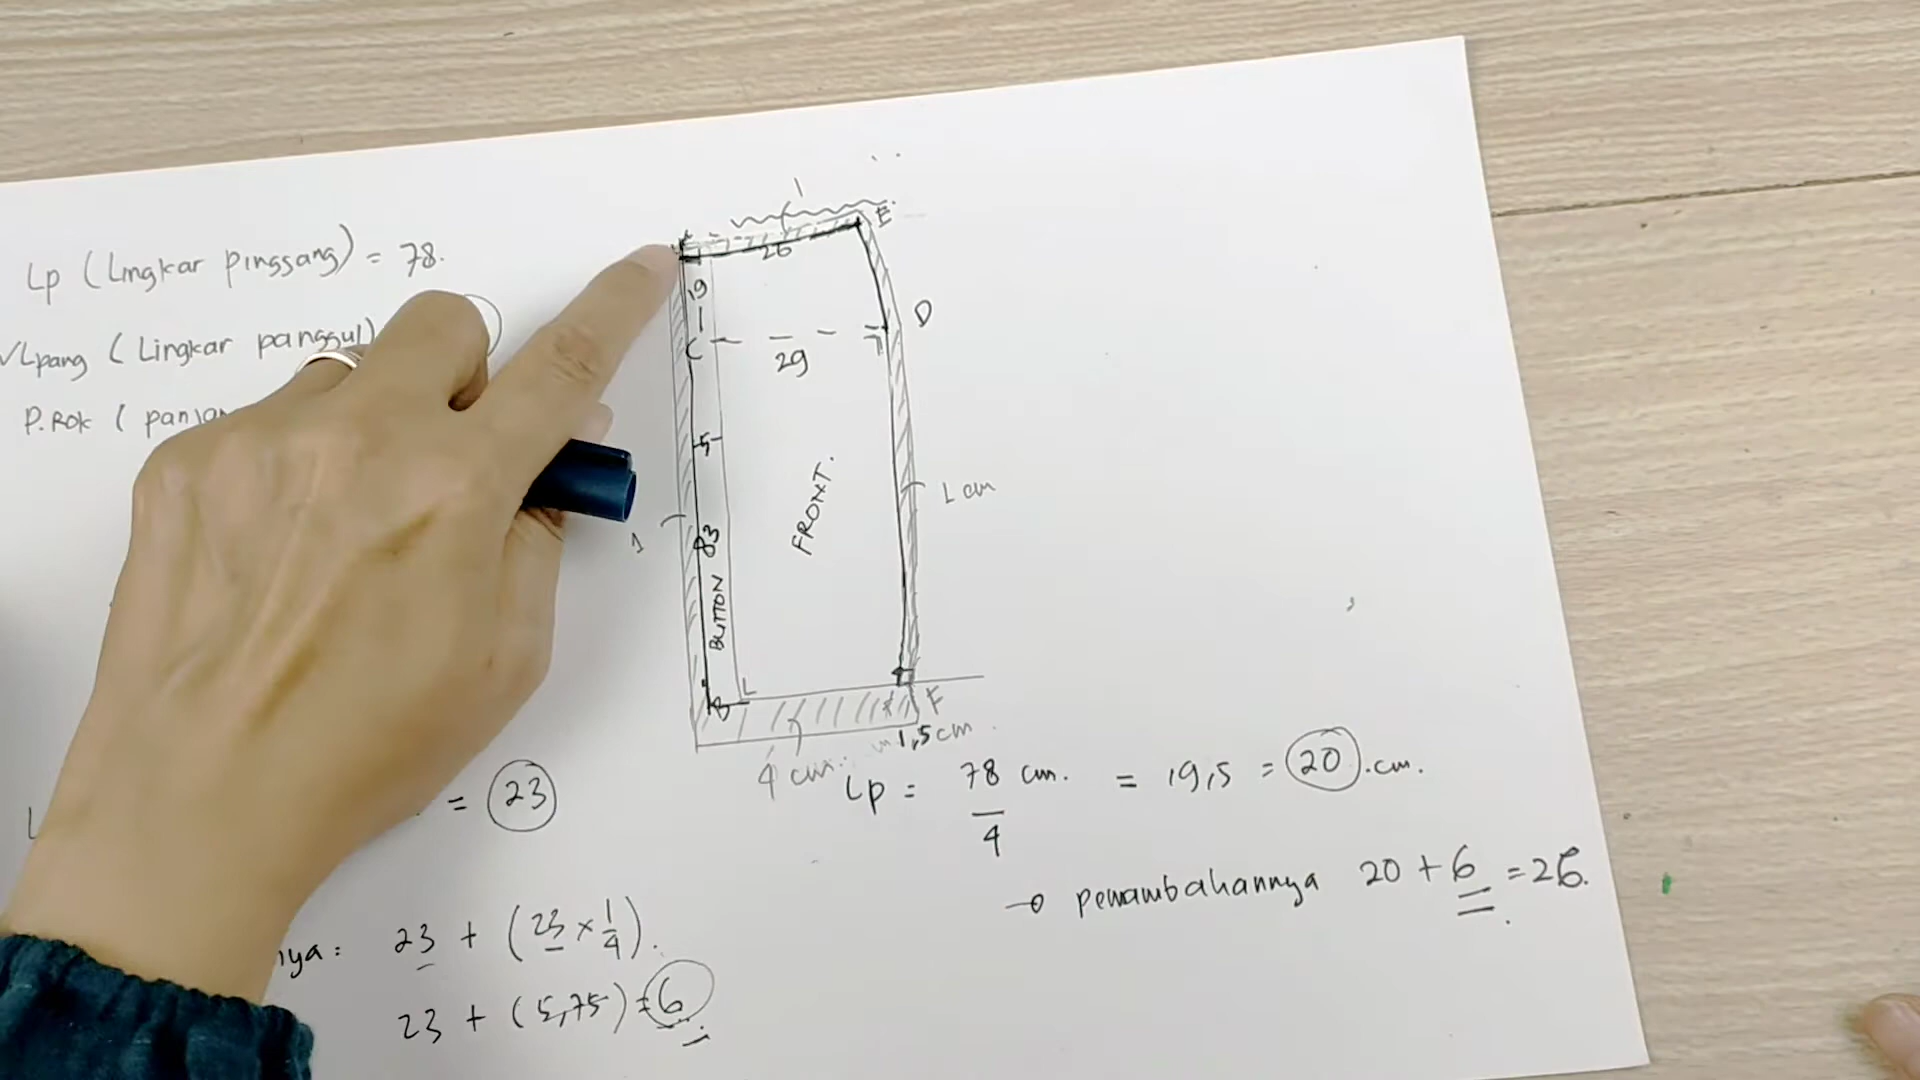 Lp (Lingkar pinggang) = 78.
√Lpang (Lingkar panggul)
P. Rok (
1
E
26
19
D
C
29
5
FRONT.
1 cm
1
83
BUTTON
B
L
F
1,5 cm
4 cm.
= 23
Lp = 78 cm. / 4 = 19,5 = 20 .cm.
→ penambahannya 20 + 6 = 26.
nya : 23 + (23 x 1/4).
23 + (5,75) = 6